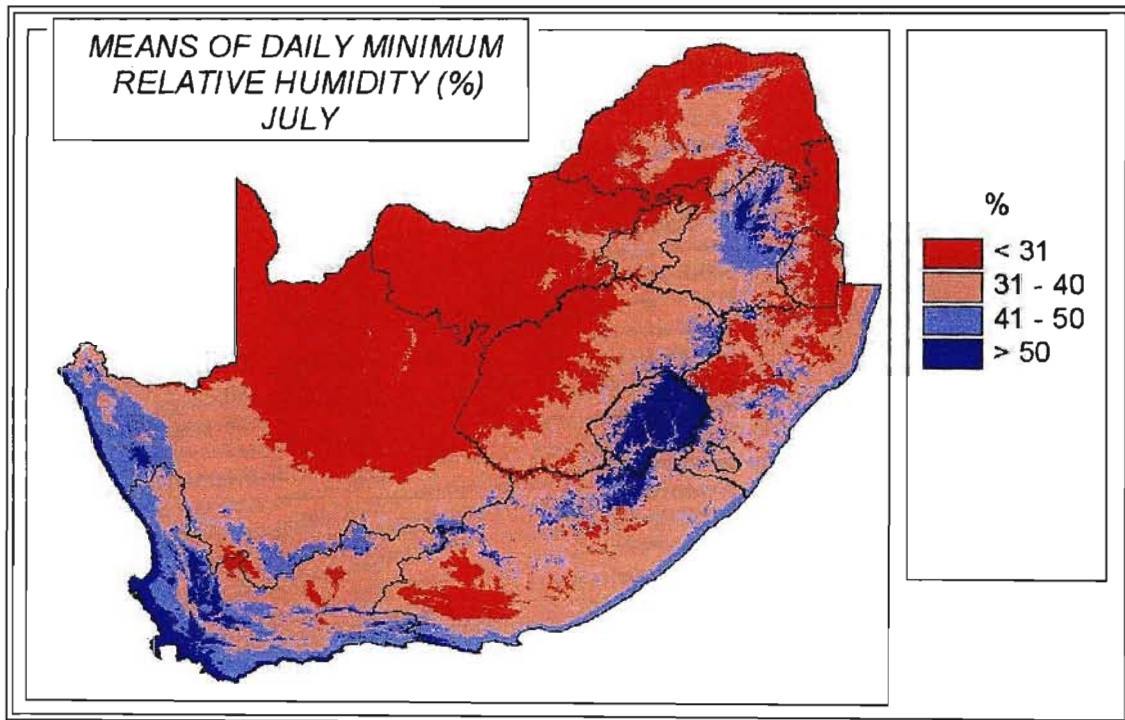 MEANS OF DAILY MINIMUM
RELATIVE HUMIDITY (%)
JULY
%
< 31
31 - 40
41 - 50
> 50